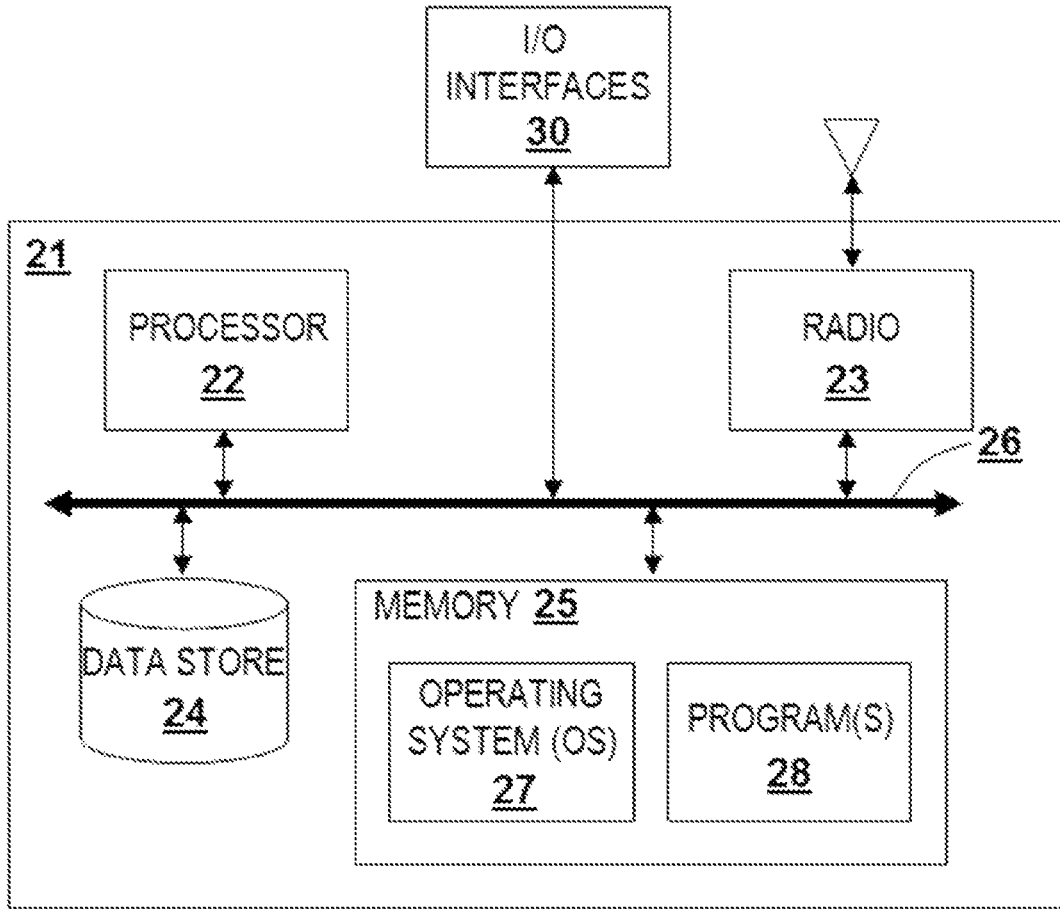 I/O
INTERFACES
30
21
PROCESSOR
22
RADIO
23
26
DATA STORE
24
MEMORY 25
OPERATING
SYSTEM (OS)
27
PROGRAM(S)
28